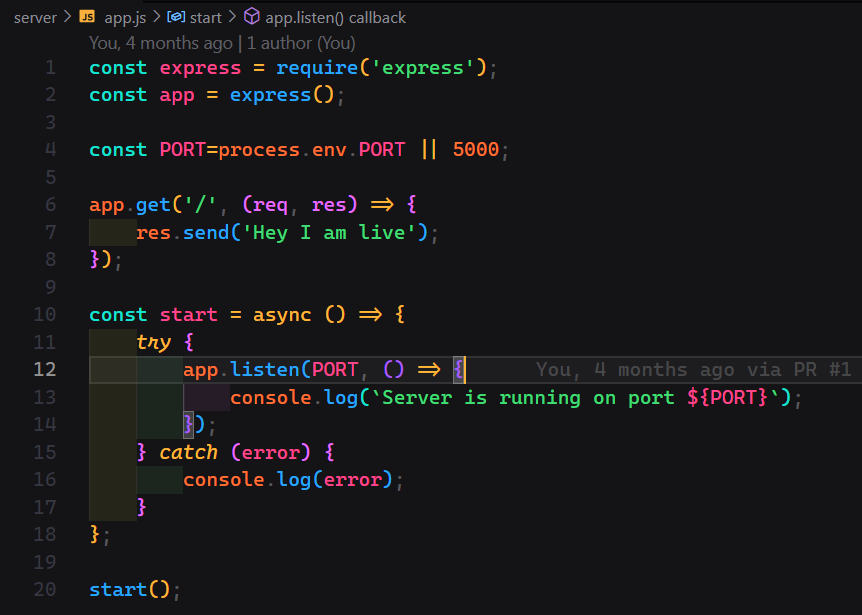 server > JS app.js > start > app.listen() callback
You, 4 months ago | 1 author (You)
1 const express = require('express');
2 const app = express();
3
4 const PORT=process.env.PORT || 5000;
5
6 app.get('/', (req, res) => {
7     res.send('Hey I am live');
8 });
9
10 const start = async () => {
11     try {
12         app.listen(PORT, () => {      You, 4 months ago via PR #1
13             console.log(`Server is running on port ${PORT}`);
14         });
15     } catch (error) {
16         console.log(error);
17     }
18 };
19
20 start();